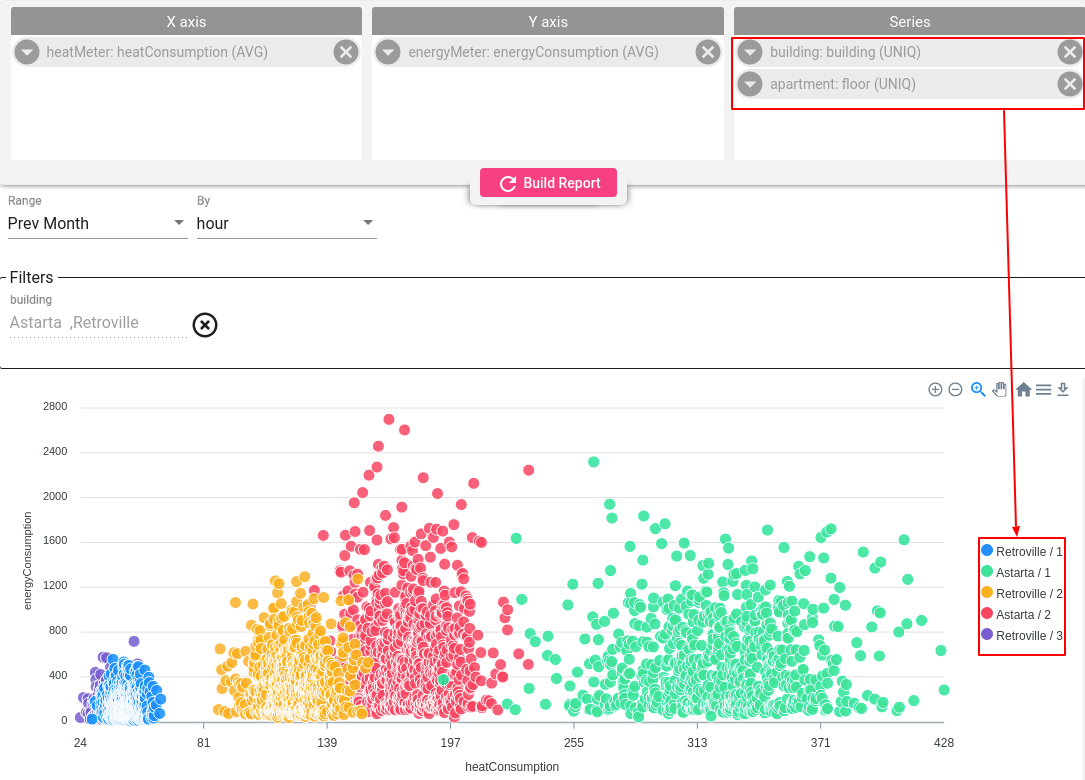 X axis
Y axis
Series
heatMeter: heatConsumption (AVG)
energyMeter: energyConsumption (AVG)
building: building (UNIQ)
apartment: floor (UNIQ)
Build Report
Range
By
Prev Month
hour
Filters
building
Astarta ,Retroville
2800
2400
2000
1600
1200
800
400
0
energyConsumption
24
81
139
197
255
313
371
428
heatConsumption
Retroville / 1
Astarta / 1
Retroville / 2
Astarta / 2
Retroville / 3